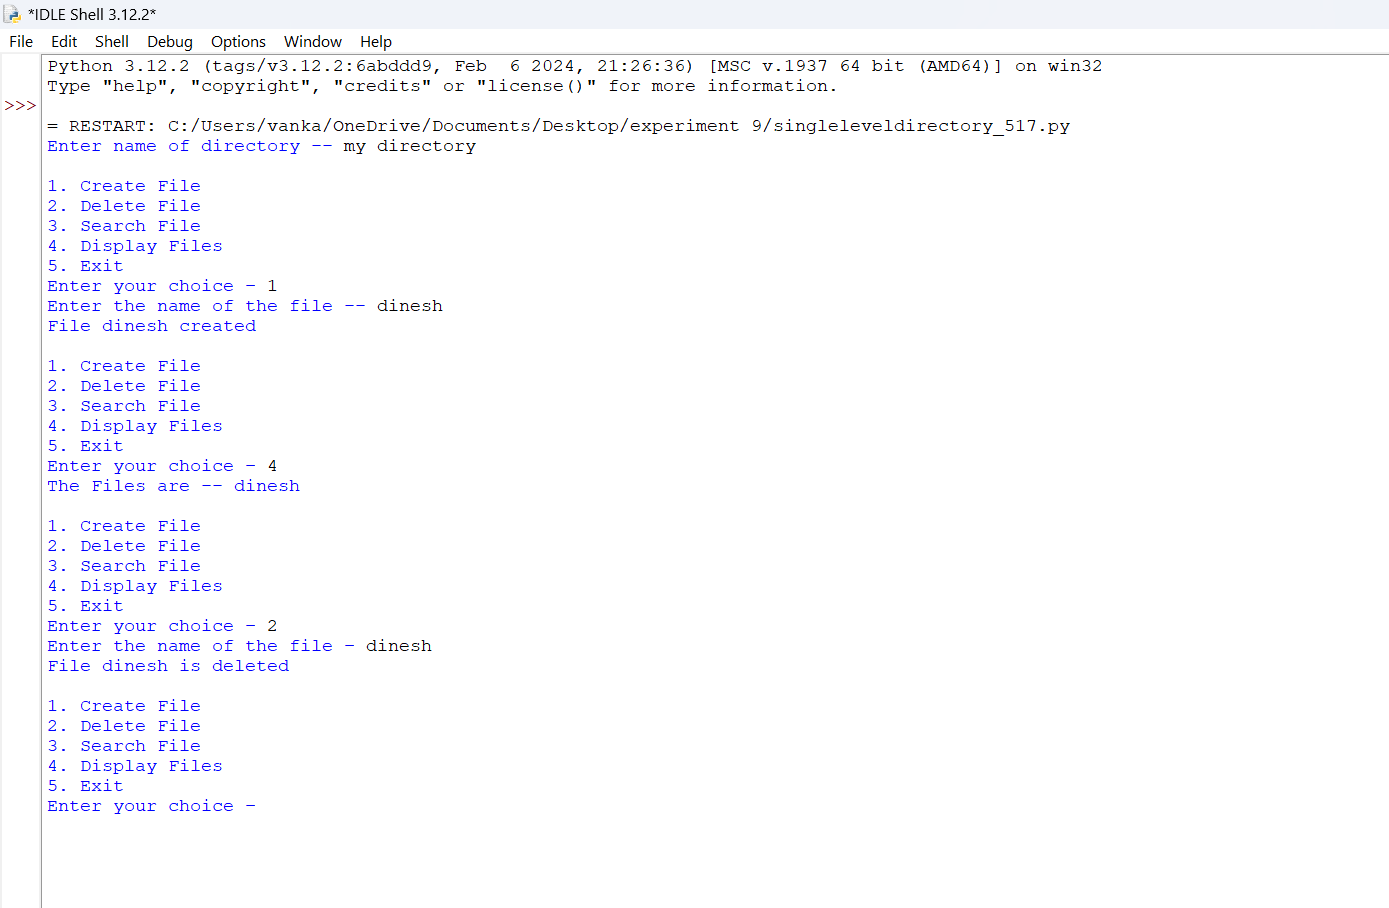 *IDLE Shell 3.12.2*
File Edit Shell Debug Options Window Help
Python 3.12.2 (tags/v3.12.2:6abddd9, Feb  6 2024, 21:26:36) [MSC v.1937 64 bit (AMD64)] on win32
Type "help", "copyright", "credits" or "license()" for more information.
>>>
= RESTART: C:/Users/vanka/OneDrive/Documents/Desktop/experiment 9/singleleveldirectory_517.py
Enter name of directory -- my directory
1. Create File
2. Delete File
3. Search File
4. Display Files
5. Exit
Enter your choice - 1
Enter the name of the file -- dinesh
File dinesh created
1. Create File
2. Delete File
3. Search File
4. Display Files
5. Exit
Enter your choice - 4
The Files are -- dinesh
1. Create File
2. Delete File
3. Search File
4. Display Files
5. Exit
Enter your choice - 2
Enter the name of the file - dinesh
File dinesh is deleted
1. Create File
2. Delete File
3. Search File
4. Display Files
5. Exit
Enter your choice -